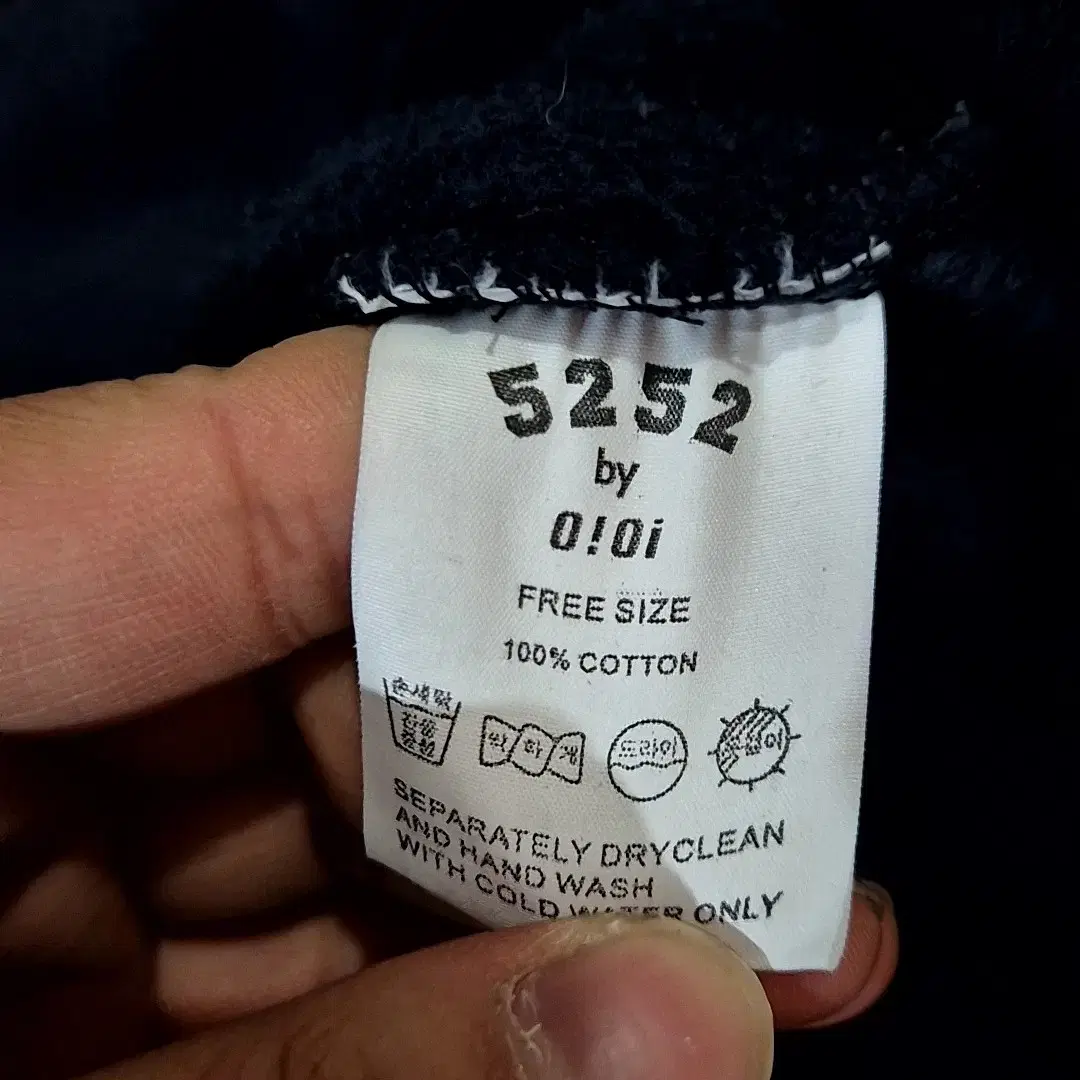 5252
by
O!Oi
FREE SIZE
100% COTTON
손세탁
약하게
드라이
SEPARATELY DRYCLEAN
AND HAND WASH
WITH COLD WATER ONLY